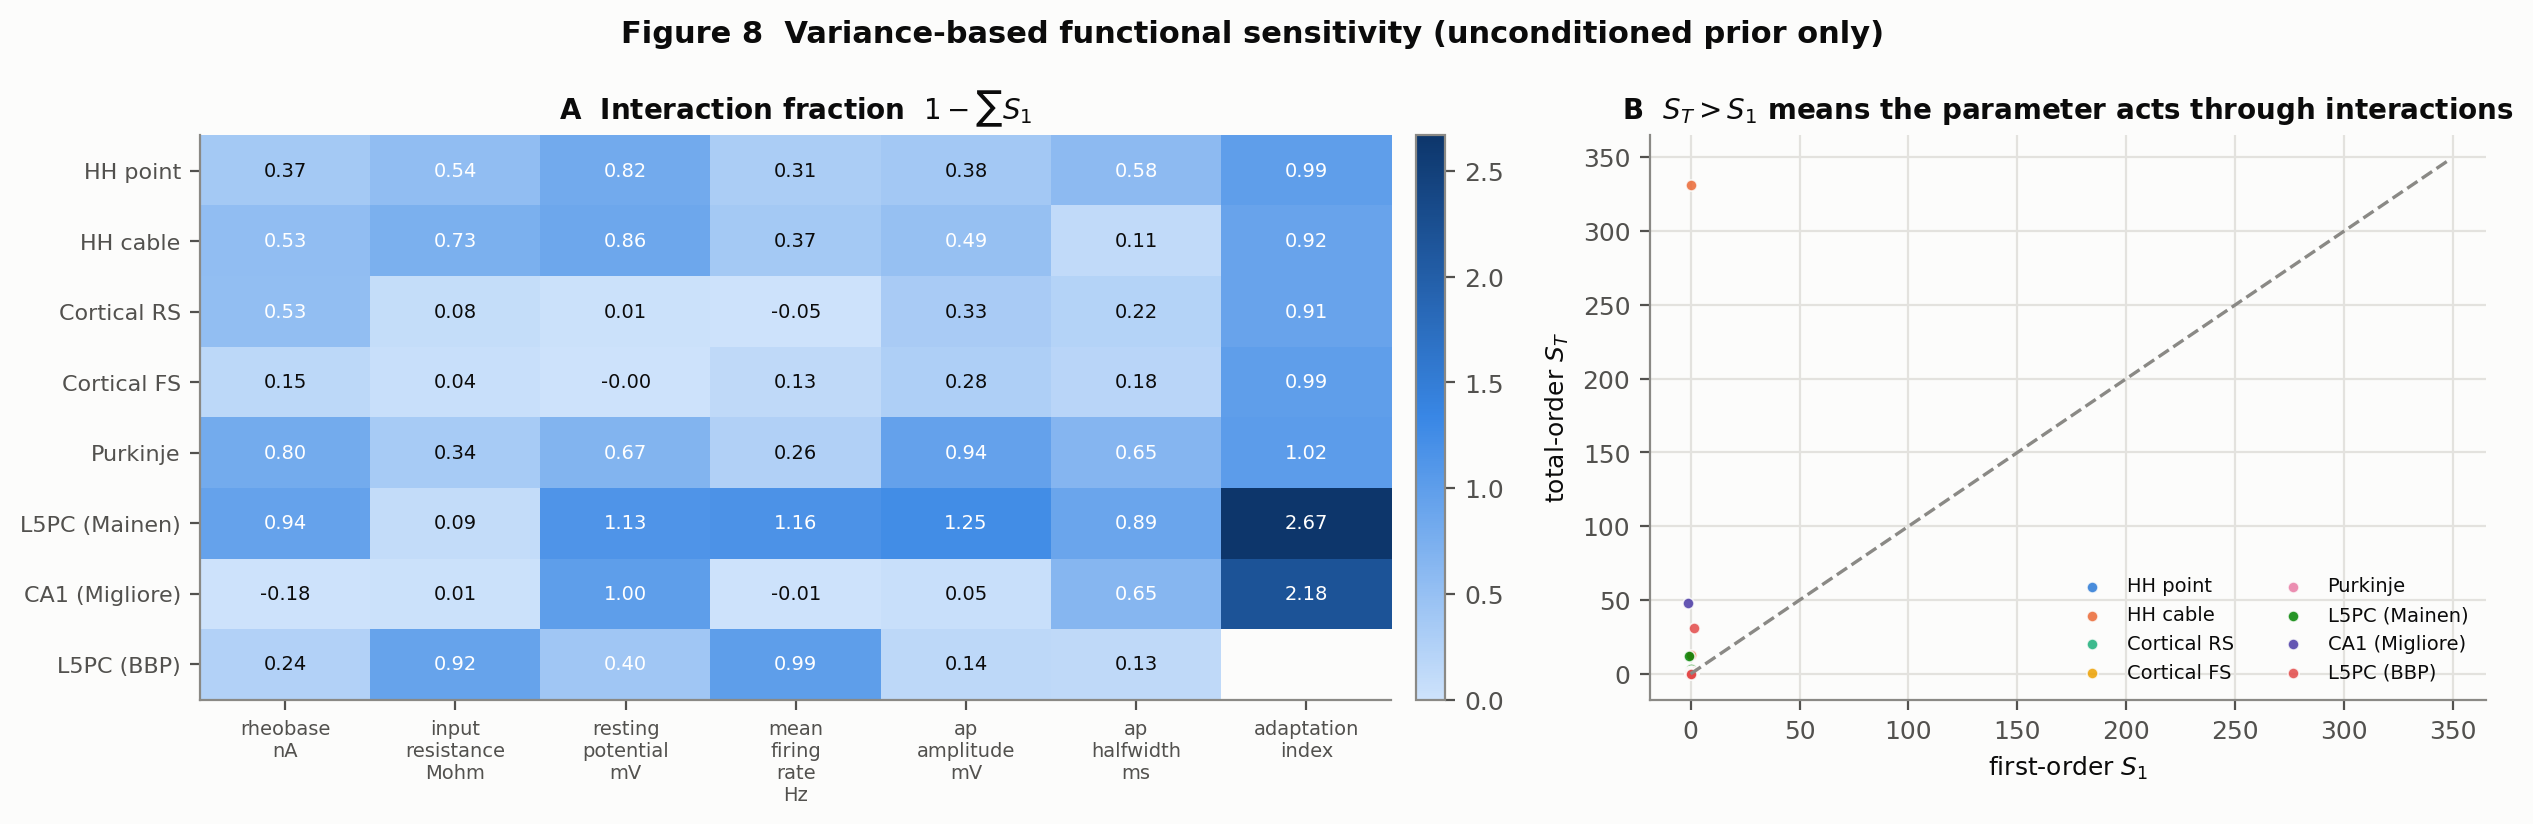 Figure 8  Variance-based functional sensitivity (unconditioned prior only)
A  Interaction fraction  1 − ∑S₁
HH point 0.37 0.54 0.82 0.31 0.38 0.58 0.99
HH cable 0.53 0.73 0.86 0.37 0.49 0.11 0.92
Cortical RS 0.53 0.08 0.01 -0.05 0.33 0.22 0.91
Cortical FS 0.15 0.04 -0.00 0.13 0.28 0.18 0.99
Purkinje 0.80 0.34 0.67 0.26 0.94 0.65 1.02
L5PC (Mainen) 0.94 0.09 1.13 1.16 1.25 0.89 2.67
CA1 (Migliore) -0.18 0.01 1.00 -0.01 0.05 0.65 2.18
L5PC (BBP) 0.24 0.92 0.40 0.99 0.14 0.13
rheobase
nA
input
resistance
Mohm
resting
potential
mV
mean
firing
rate
Hz
ap
amplitude
mV
ap
halfwidth
ms
adaptation
index
2.5
2.0
1.5
1.0
0.5
0.0
B  S_T > S₁ means the parameter acts through interactions
total-order S_T
350
300
250
200
150
100
50
0
HH point
HH cable
Cortical RS
Cortical FS
Purkinje
L5PC (Mainen)
CA1 (Migliore)
L5PC (BBP)
0 50 100 150 200 250 300 350
first-order S₁